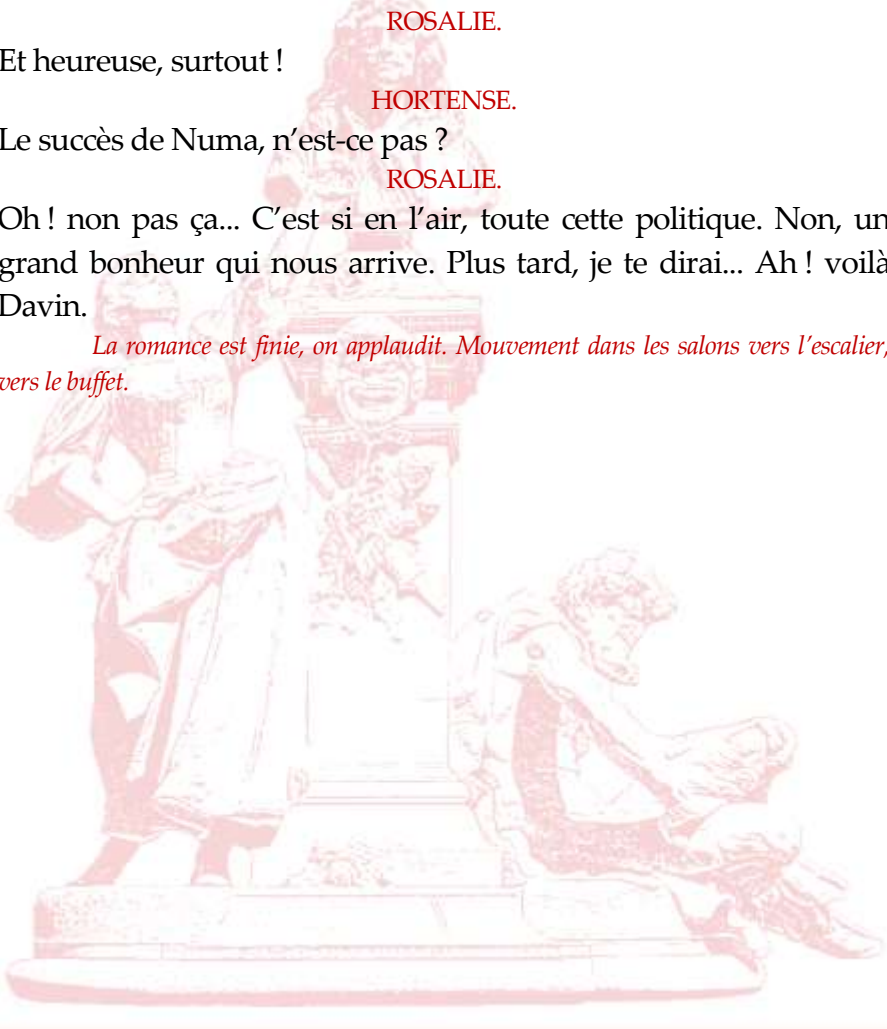 ROSALIE.
Et heureuse, surtout !
HORTENSE.
Le succès de Numa, n’est-ce pas ?
ROSALIE.
Oh ! non pas ça... C’est si en l’air, toute cette politique. Non, un
grand bonheur qui nous arrive. Plus tard, je te dirai... Ah ! voilà
Davin.
La romance est finie, on applaudit. Mouvement dans les salons vers l’escalier,
vers le buffet.